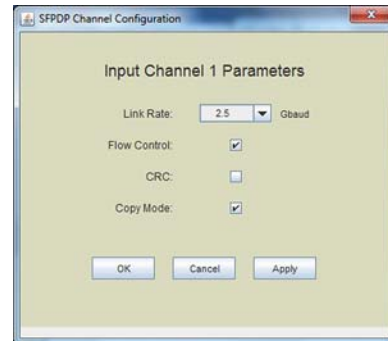 SFPDP Channel Configuration
Input Channel 1 Parameters
Link Rate: 2.5 Gbaud
Flow Control:
CRC:
Copy Mode:
OK Cancel Apply